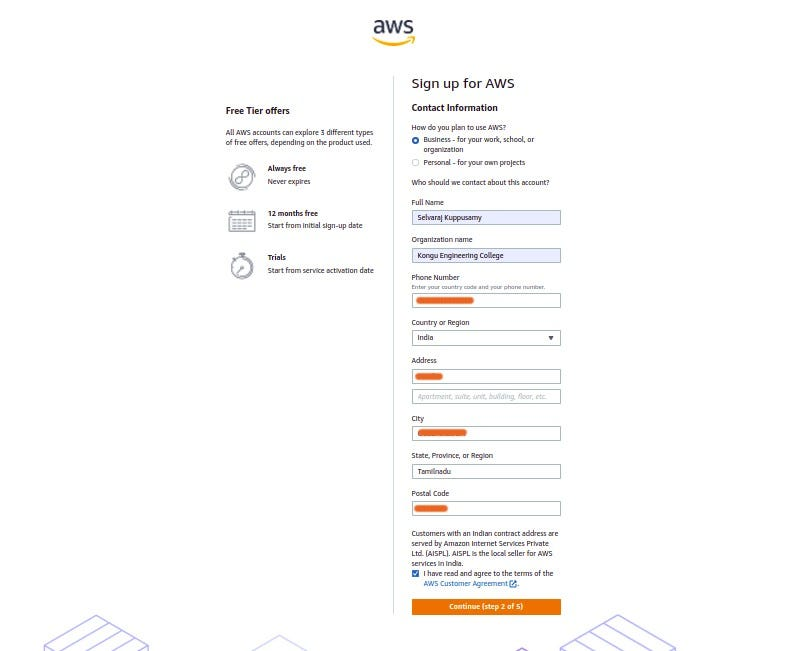 aws
Free Tier offers
All AWS accounts can explore 3 different types
of free offers, depending on the product used.
Always free
Never expires
12 months free
Start from initial sign-up date
Trials
Start from service activation date
Sign up for AWS
Contact Information
How do you plan to use AWS?
Business - for your work, school, or
organization
Personal - for your own projects
Who should we contact about this account?
Full Name
Selvaraj Kuppusamy
Organization name
Kongu Engineering College
Phone Number
Enter your country code and your phone number.
Country or Region
India
Address
Apartment, suite, unit, building, floor, etc.
City
State, Province, or Region
Tamilnadu
Postal Code
Customers with an Indian contract address are
served by Amazon Internet Services Private
Ltd. (AISPL). AISPL is the local seller for AWS
services in India.
I have read and agree to the terms of the
AWS Customer Agreement.
Continue (step 2 of 5)